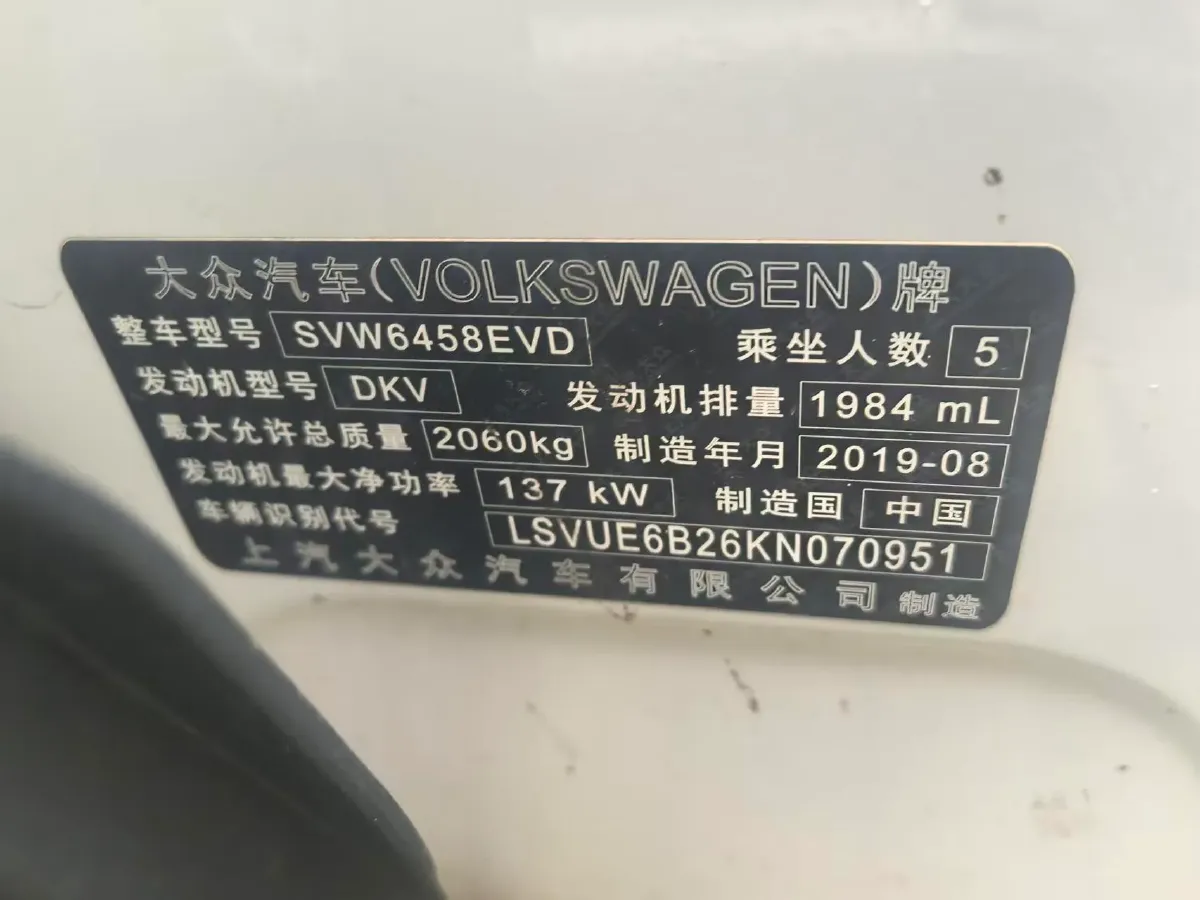 大众汽车(VOLKSWAGEN)牌
整车型号 SVW6458EVD 乘坐人数 5
发动机型号 DKV 发动机排量 1984 mL
最大允许总质量 2060kg 制造年月 2019-08
发动机最大净功率 137 kW 制造国 中国
车辆识别代号 LSVUE6B26KN070951
上汽大众汽车有限公司 制造